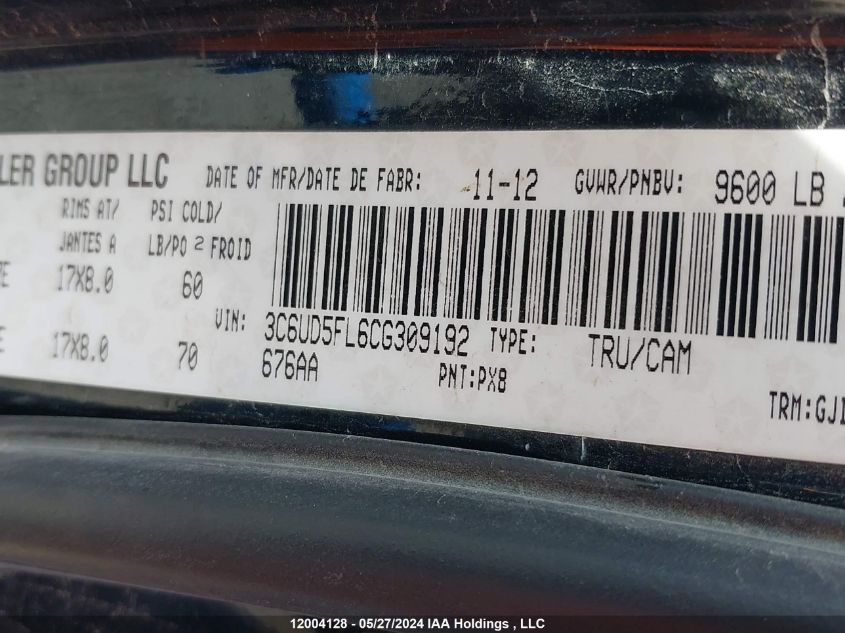 LER GROUP LLC DATE OF MFR/DATE DE FABR: 11-12 GVWR/PNBV: 9600 LB
RIMS AT/ PSI COLD/
JANTES A LB/PO 2 FROID
17X8.0 60
VIN: 3C6UD5FL6CG309192 TYPE: TRU/CAM
17X8.0 70
676AA PNT:PX8
TRM:GJ
12004128 - 05/27/2024 IAA Holdings , LLC